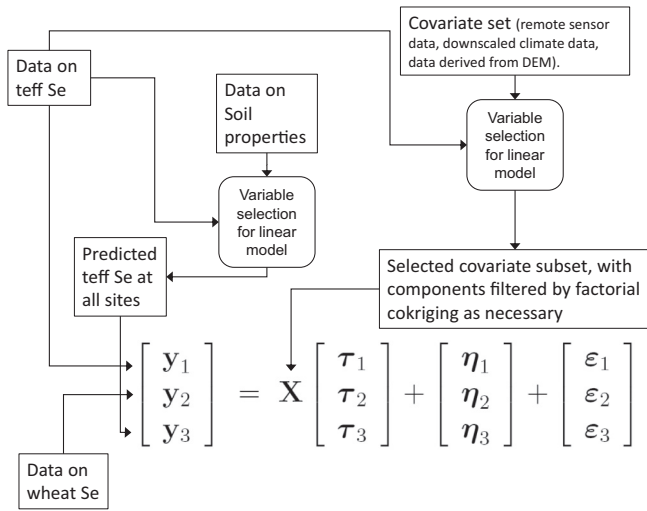 Covariate set (remote sensor
data, downscaled climate data,
data derived from DEM).
Data on
teff Se
Data on
Soil
properties
Variable
selection
for linear
model
Variable
selection
for linear
model
Predicted
teff Se at
all sites
Selected covariate subset, with
components filtered by factorial
cokriging as necessary
y₁ τ₁ η₁ ε₁
y₂ = X τ₂ + η₂ + ε₂
y₃ τ₃ η₃ ε₃
Data on
wheat Se